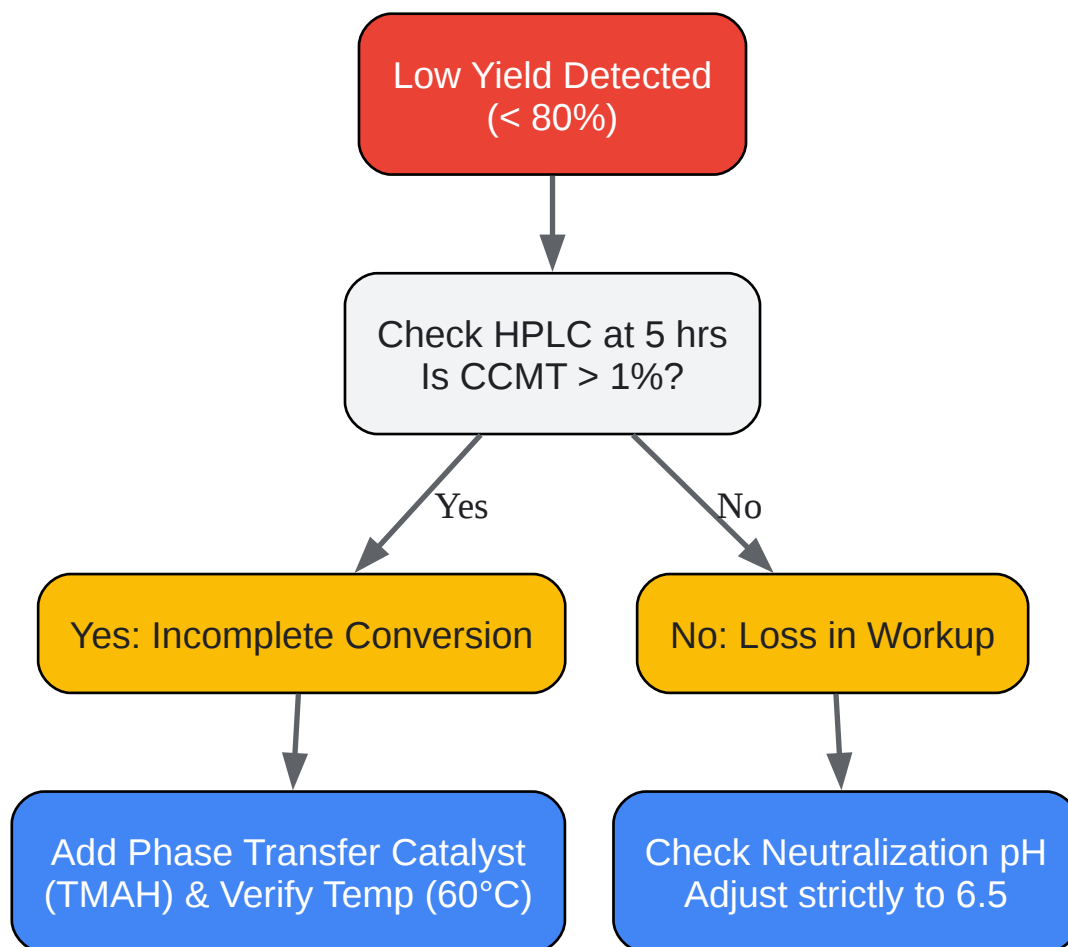 Low Yield Detected
(< 80%)
Check HPLC at 5 hrs
Is CCMT > 1%?
Yes
No
Yes: Incomplete Conversion
No: Loss in Workup
Add Phase Transfer Catalyst
(TMAH) & Verify Temp (60°C)
Check Neutralization pH
Adjust strictly to 6.5